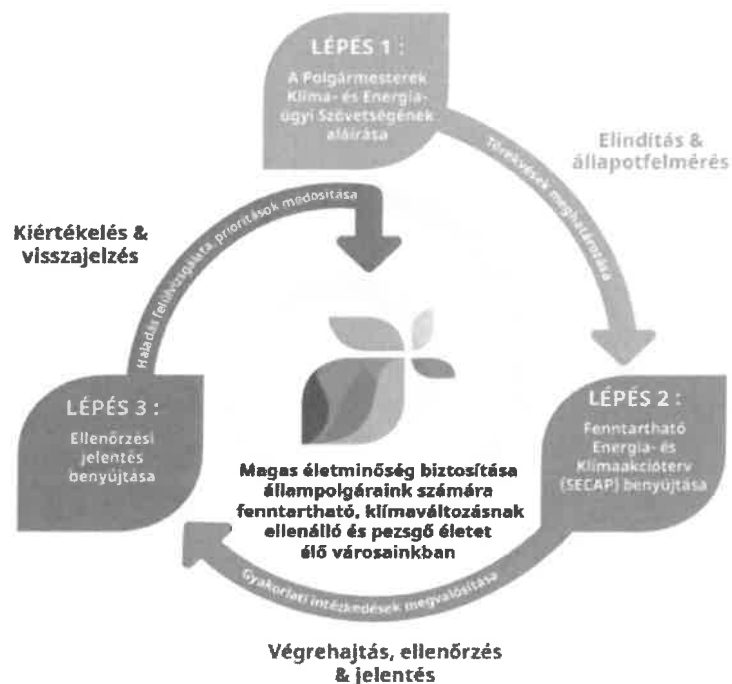 LÉPÉS 1 :
A Polgármesterek
Klíma- és Energia-
ügyi Szövetségének
aláírása
Törekvések meghatározása
Elindítás &
állapotfelmérés
LÉPÉS 2 :
Fenntartható
Energia- és
Klímaakcióterv
(SECAP) benyújtása
Gyakorlati intézkedések megvalósítása
Végrehajtás, ellenőrzés
& jelentés
LÉPÉS 3 :
Ellenőrzési
jelentés
benyújtása
Haladás felülvizsgálata, prioritások módosítása
Kiértékelés &
visszajelzés
Magas életminőség biztosítása
állampolgáraink számára
fenntartható, klímaváltozásnak
ellenálló és pezsgő életet
élő városainkban